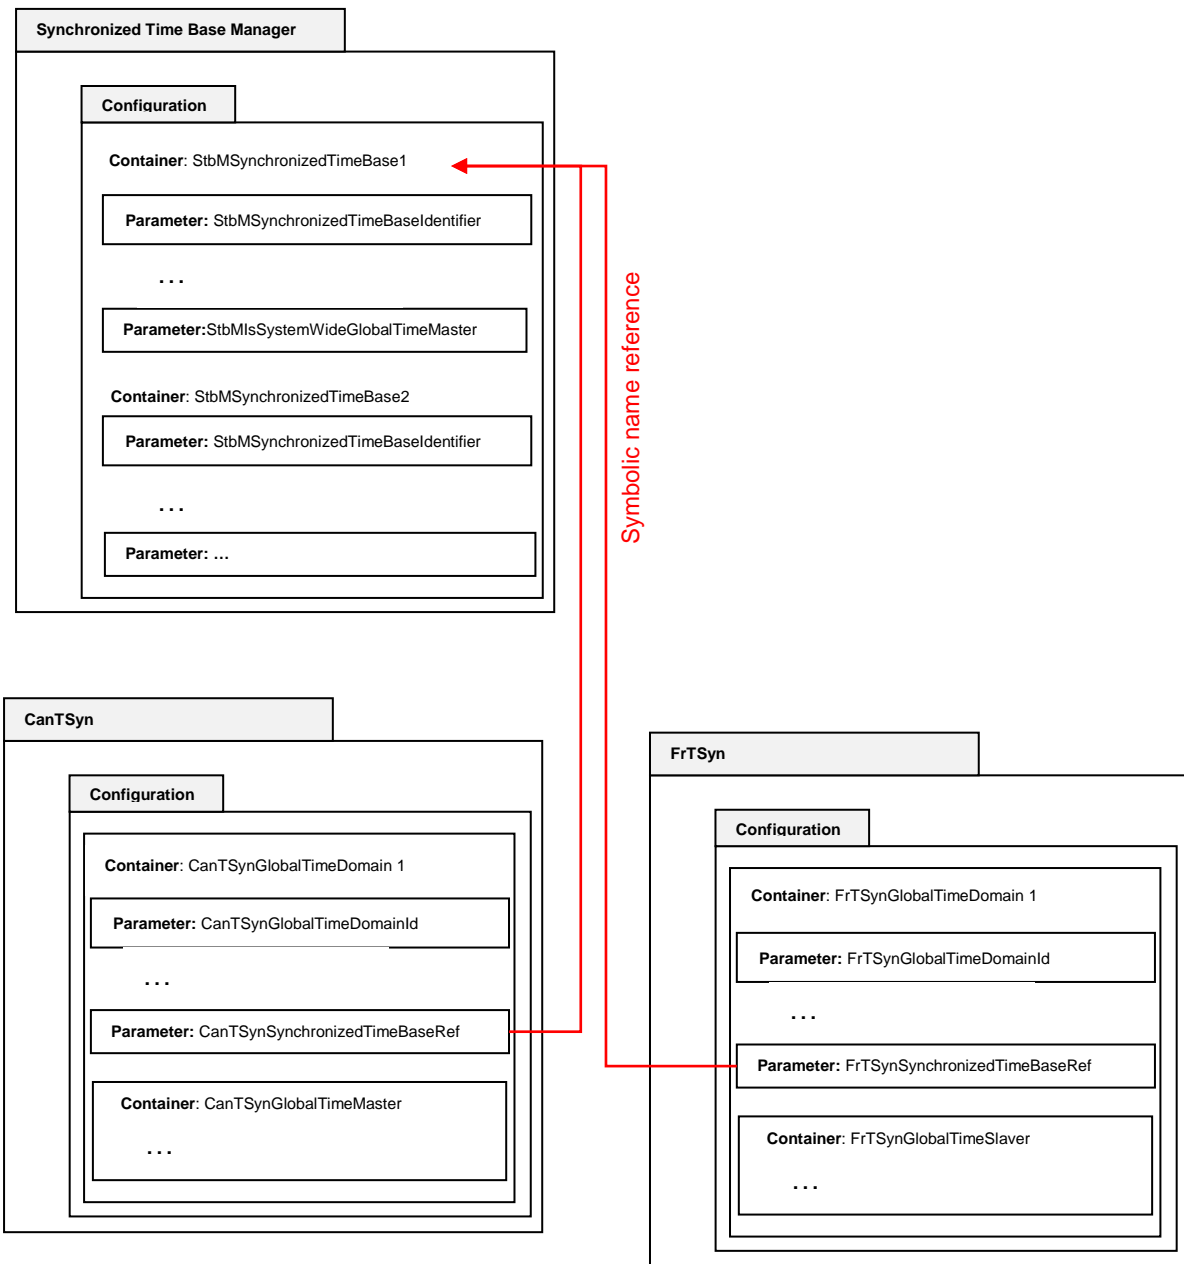 Synchronized Time Base Manager
Configuration
Container: StbMSynchronizedTimeBase1
Parameter: StbMSynchronizedTimeBaseIdentifier
. . .
Parameter:StbMIsSystemWideGlobalTimeMaster
Container: StbMSynchronizedTimeBase2
Parameter: StbMSynchronizedTimeBaseIdentifier
. . .
Parameter: ...
Symbolic name reference
CanTSyn
Configuration
Container: CanTSynGlobalTimeDomain 1
Parameter: CanTSynGlobalTimeDomainId
. . .
Parameter: CanTSynSynchronizedTimeBaseRef
Container: CanTSynGlobalTimeMaster
. . .
FrTSyn
Configuration
Container: FrTSynGlobalTimeDomain 1
Parameter: FrTSynGlobalTimeDomainId
. . .
Parameter: FrTSynSynchronizedTimeBaseRef
Container: FrTSynGlobalTimeSlaver
. . .